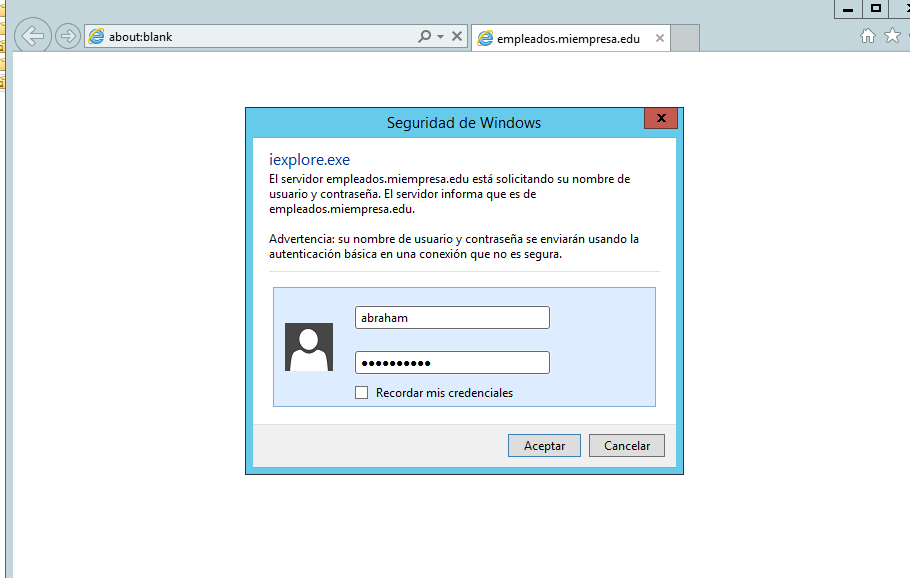 about:blank
empleados.miempresa.edu
Seguridad de Windows
iexplore.exe
El servidor empleados.miempresa.edu está solicitando su nombre de
usuario y contraseña. El servidor informa que es de
empleados.miempresa.edu.
Advertencia: su nombre de usuario y contraseña se enviarán usando la
autenticación básica en una conexión que no es segura.
abraham
●●●●●●●●●●
Recordar mis credenciales
Aceptar
Cancelar